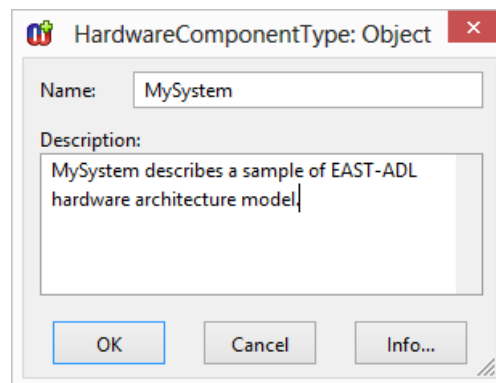 HardwareComponentType: Object
Name: MySystem
Description:
MySystem describes a sample of EAST-ADL
hardware architecture model.
OK Cancel Info...